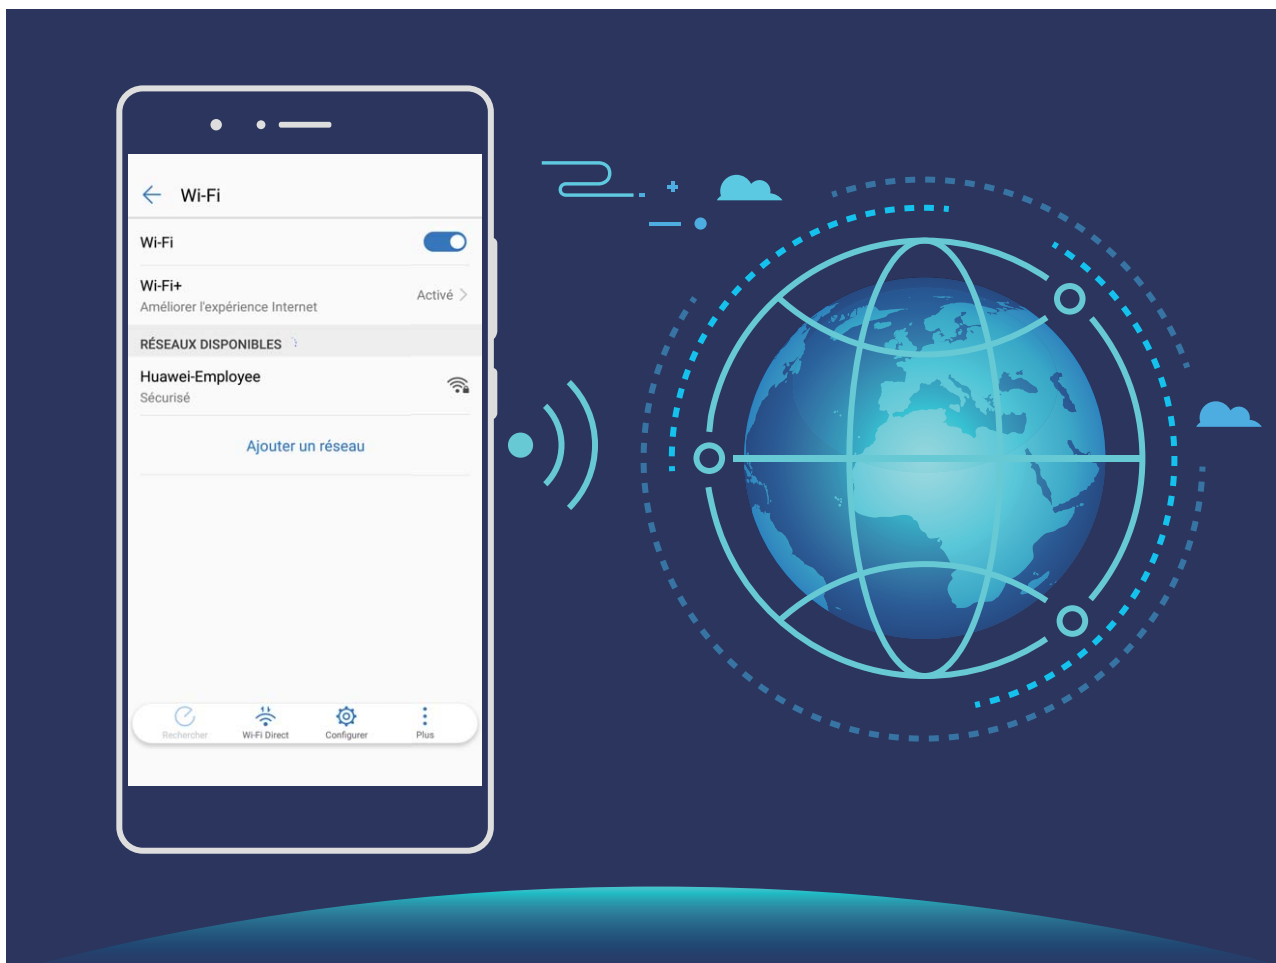 Wi-Fi
Wi-Fi
Wi-Fi+
Améliorer l'expérience Internet
Activé
RÉSEAUX DISPONIBLES
Huawei-Employee
Sécurisé
Ajouter un réseau
Rechercher
Wi-Fi Direct
Configurer
Plus